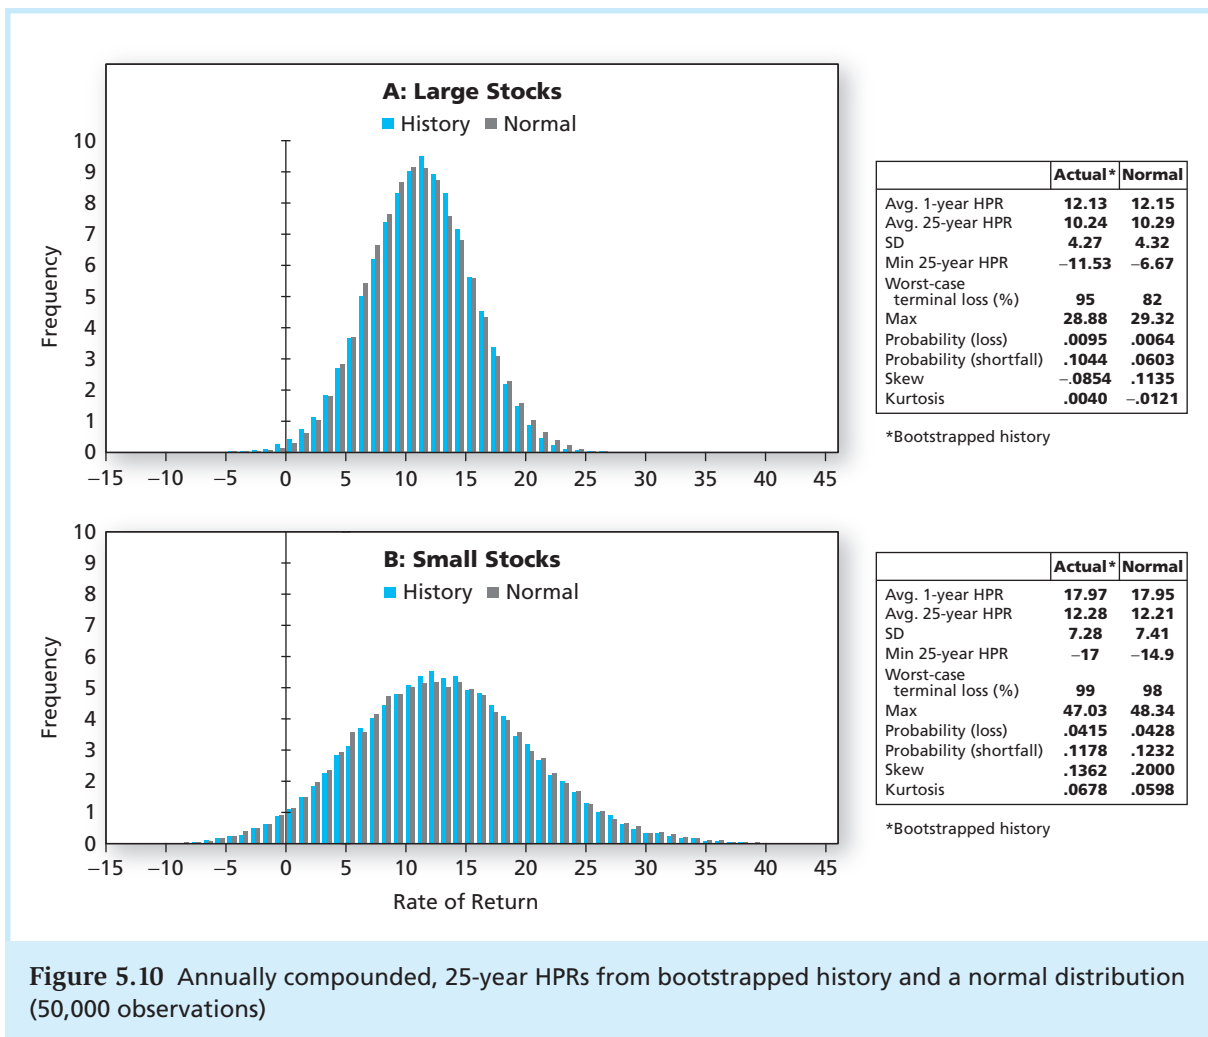 A: Large Stocks
History Normal
10
9
8
7
6
5
4
3
2
1
0
Frequency
−15 −10 −5 0 5 10 15 20 25 30 35 40 45
Actual* Normal
Avg. 1-year HPR 12.13 12.15
Avg. 25-year HPR 10.24 10.29
SD 4.27 4.32
Min 25-year HPR −11.53 −6.67
Worst-case
terminal loss (%) 95 82
Max 28.88 29.32
Probability (loss) .0095 .0064
Probability (shortfall) .1044 .0603
Skew −.0854 .1135
Kurtosis .0040 −.0121
*Bootstrapped history
B: Small Stocks
History Normal
10
9
8
7
6
5
4
3
2
1
0
Frequency
−15 −10 −5 0 5 10 15 20 25 30 35 40 45
Rate of Return
Actual* Normal
Avg. 1-year HPR 17.97 17.95
Avg. 25-year HPR 12.28 12.21
SD 7.28 7.41
Min 25-year HPR −17 −14.9
Worst-case
terminal loss (%) 99 98
Max 47.03 48.34
Probability (loss) .0415 .0428
Probability (shortfall) .1178 .1232
Skew .1362 .2000
Kurtosis .0678 .0598
*Bootstrapped history
Figure 5.10 Annually compounded, 25-year HPRs from bootstrapped history and a normal distribution
(50,000 observations)